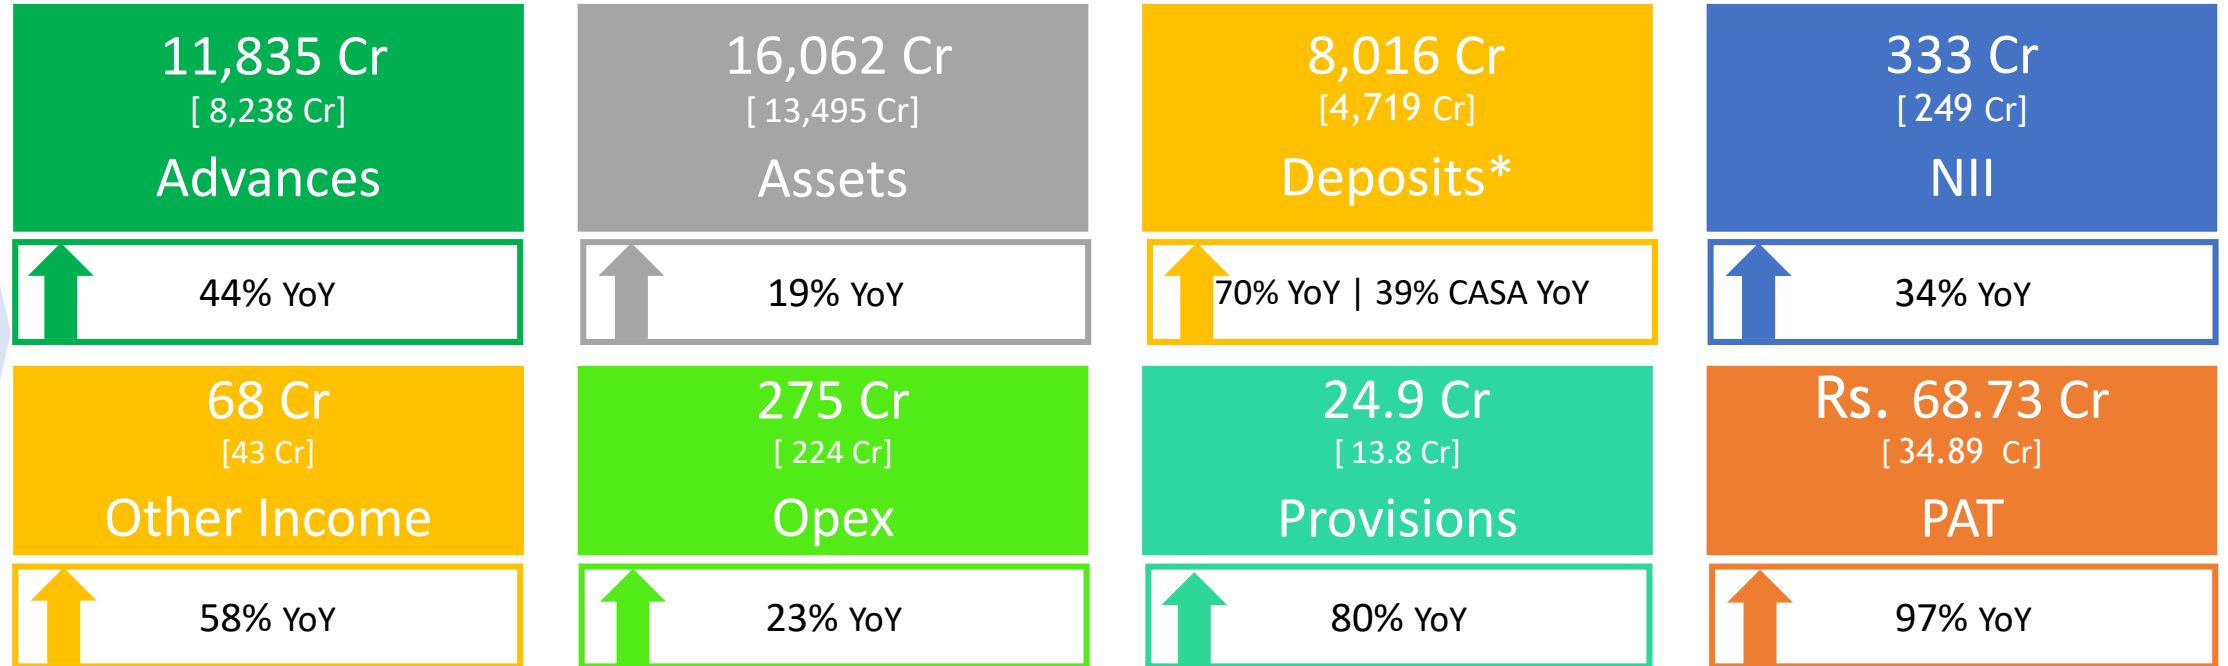 11,835 Cr
[ 8,238 Cr]
Advances
44% YoY
16,062 Cr
[ 13,495 Cr]
Assets
19% YoY
8,016 Cr
[4,719 Cr]
Deposits*
70% YoY | 39% CASA YoY
333 Cr
[ 249 Cr]
NII
34% YoY
68 Cr
[43 Cr]
Other Income
58% YoY
275 Cr
[ 224 Cr]
Opex
23% YoY
24.9 Cr
[ 13.8 Cr]
Provisions
80% YoY
Rs. 68.73 Cr
[ 34.89 Cr]
PAT
97% YoY